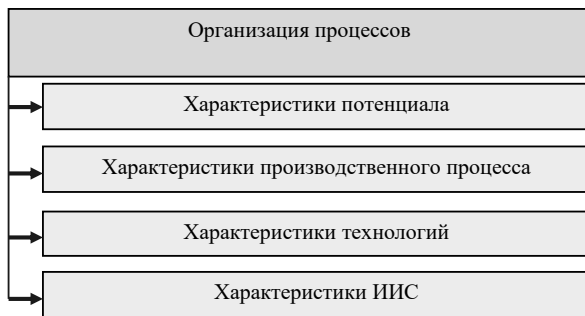 Организация процессов
Характеристики потенциала
Характеристики производственного процесса
Характеристики технологий
Характеристики ИИС